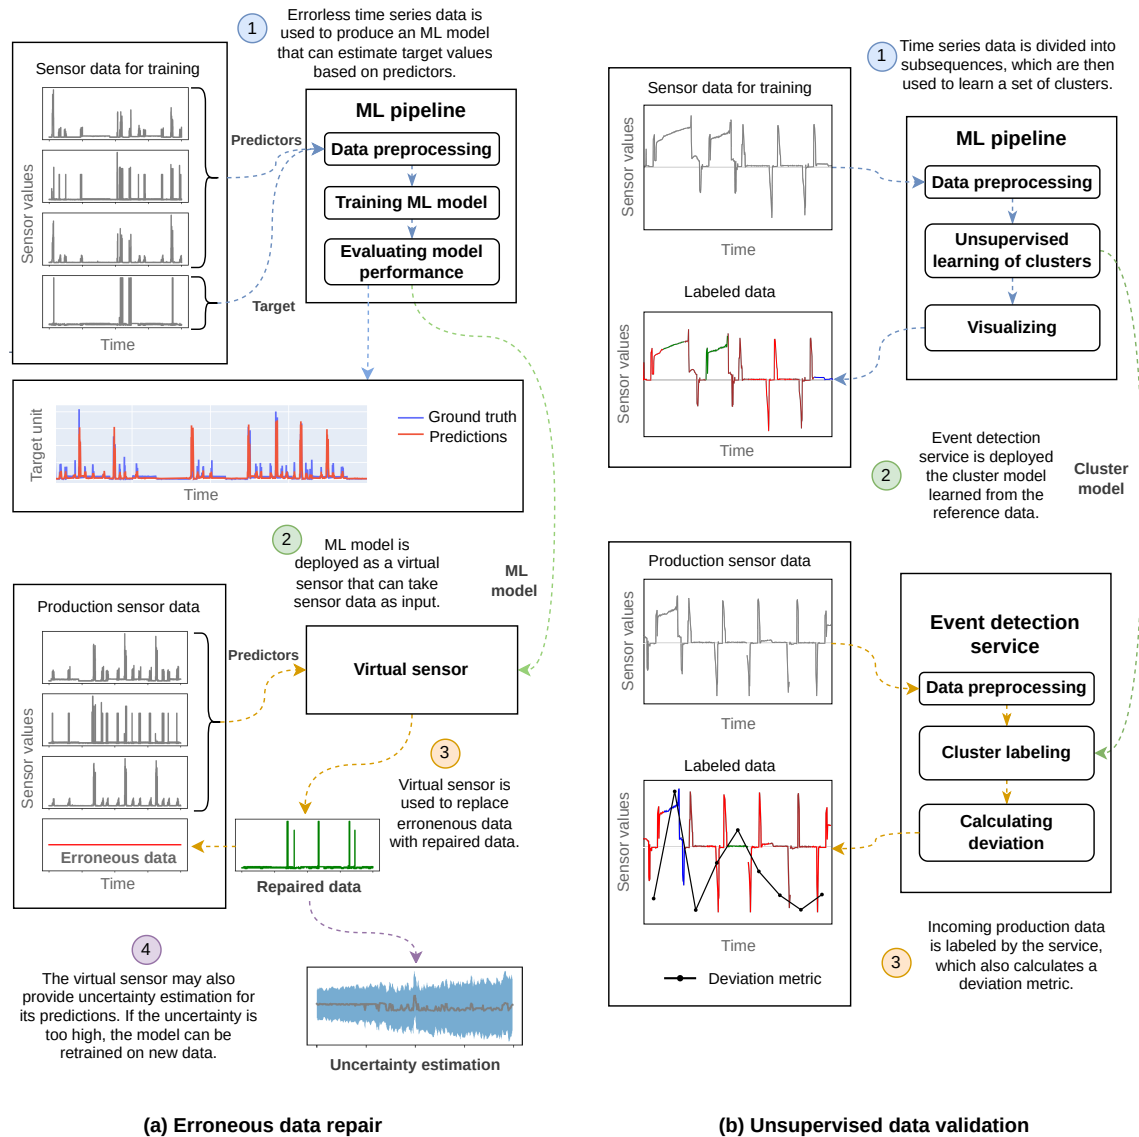 1
Errorless time series data is
used to produce an ML model
that can estimate target values
based on predictors.
Sensor data for training
Sensor values
Time
Predictors
Target
ML pipeline
Data preprocessing
Training ML model
Evaluating model
performance
Target unit
Time
Ground truth
Predictions
2
ML model is
deployed as a virtual
sensor that can take
sensor data as input.
ML
model
Production sensor data
Sensor values
Predictors
Virtual sensor
3
Virtual sensor is
used to replace
erronenous data
with repaired data.
Erroneous data
Time
Repaired data
4
The virtual sensor may also
provide uncertainty estimation for
its predictions. If the uncertainty is
too high, the model can be
retrained on new data.
Uncertainty estimation
(a) Erroneous data repair
1
Time series data is divided into
subsequences, which are then
used to learn a set of clusters.
Sensor data for training
Sensor values
Time
ML pipeline
Data preprocessing
Unsupervised
learning of clusters
Visualizing
Labeled data
Sensor values
Time
2
Event detection
service is deployed
the cluster model
learned from the
reference data.
Cluster
model
Production sensor data
Sensor values
Time
Event detection
service
Data preprocessing
Cluster labeling
Calculating
deviation
Labeled data
Sensor values
Time
Deviation metric
3
Incoming production data
is labeled by the service,
which also calculates a
deviation metric.
(b) Unsupervised data validation